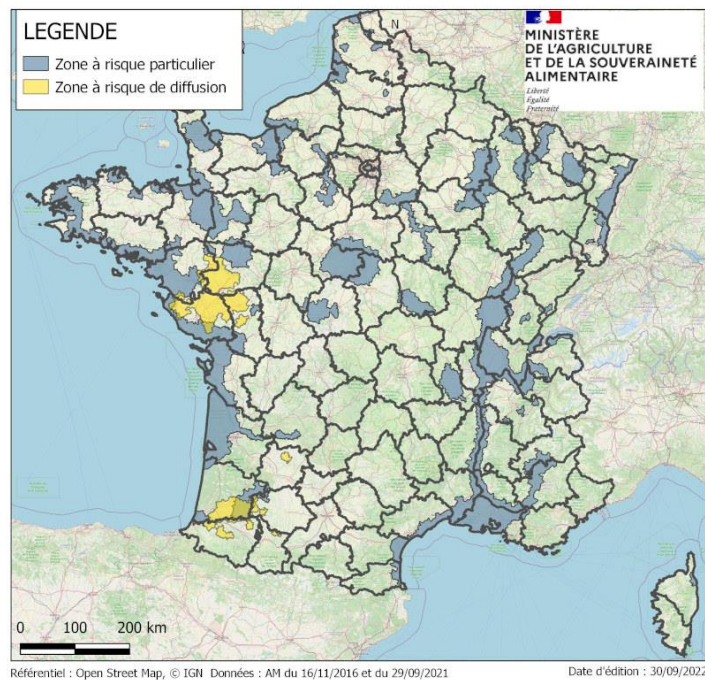 LEGENDE
Zone à risque particulier
Zone à risque de diffusion
N
MINISTÈRE
DE L'AGRICULTURE
ET DE LA SOUVERAINETÉ
ALIMENTAIRE
Liberté
Égalité
Fraternité
0 100 200 km
Référentiel : Open Street Map, © IGN Données : AM du 16/11/2016 et du 29/09/2021
Date d'édition : 30/09/2022